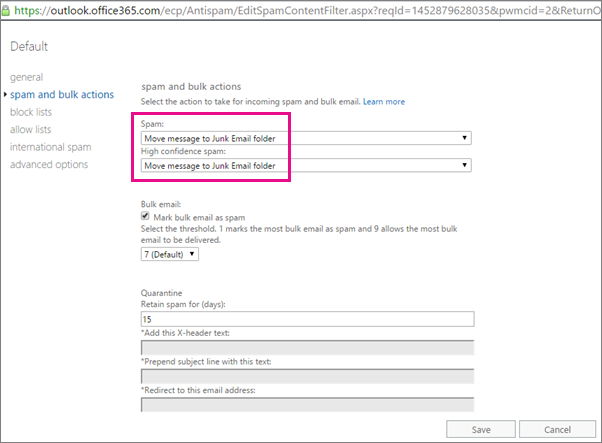 https://outlook.office365.com/ecp/Antispam/EditSpamContentFilter.aspx?reqId=1452879628035&pwmcid=2&ReturnO
Default
general
spam and bulk actions
block lists
allow lists
international spam
advanced options
spam and bulk actions
Select the action to take for incoming spam and bulk email. Learn more
Spam:
Move message to Junk Email folder
High confidence spam:
Move message to Junk Email folder
Bulk email:
Mark bulk email as spam
Select the threshold. 1 marks the most bulk email as spam and 9 allows the most bulk
email to be delivered.
7 (Default)
Quarantine
Retain spam for (days):
15
*Add this X-header text:
*Prepend subject line with this text:
*Redirect to this email address:
Save
Cancel